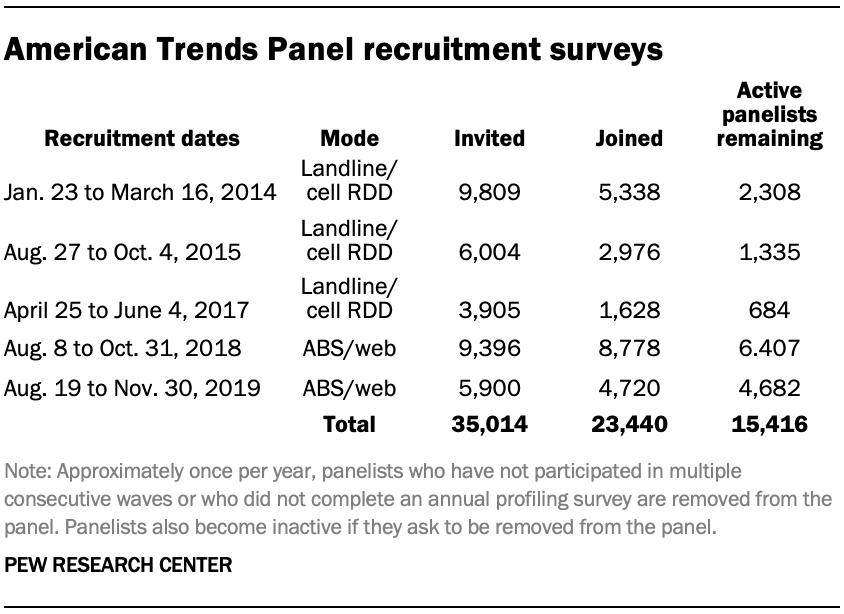 American Trends Panel recruitment surveys
Recruitment dates Mode Invited Joined Active panelists remaining
Jan. 23 to March 16, 2014 Landline/ cell RDD 9,809 5,338 2,308
Aug. 27 to Oct. 4, 2015 Landline/ cell RDD 6,004 2,976 1,335
April 25 to June 4, 2017 Landline/ cell RDD 3,905 1,628 684
Aug. 8 to Oct. 31, 2018 ABS/web 9,396 8,778 6.407
Aug. 19 to Nov. 30, 2019 ABS/web 5,900 4,720 4,682
Total 35,014 23,440 15,416
Note: Approximately once per year, panelists who have not participated in multiple
consecutive waves or who did not complete an annual profiling survey are removed from the
panel. Panelists also become inactive if they ask to be removed from the panel.
PEW RESEARCH CENTER